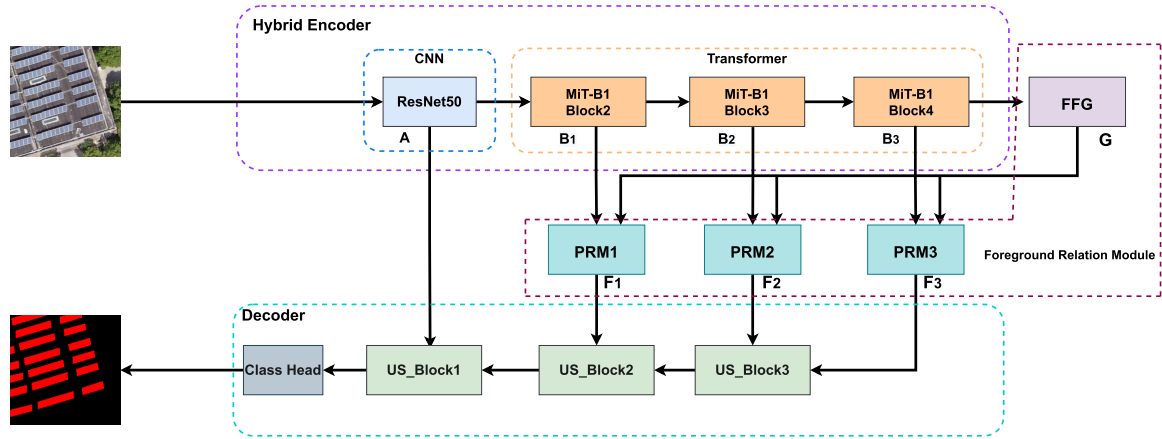 Hybrid Encoder
CNN
Transformer
ResNet50
MiT-B1
Block2
MiT-B1
Block3
MiT-B1
Block4
FFG
A
B1
B2
B3
G
PRM1
PRM2
PRM3
Foreground Relation Module
F1
F2
F3
Decoder
Class Head
US_Block1
US_Block2
US_Block3